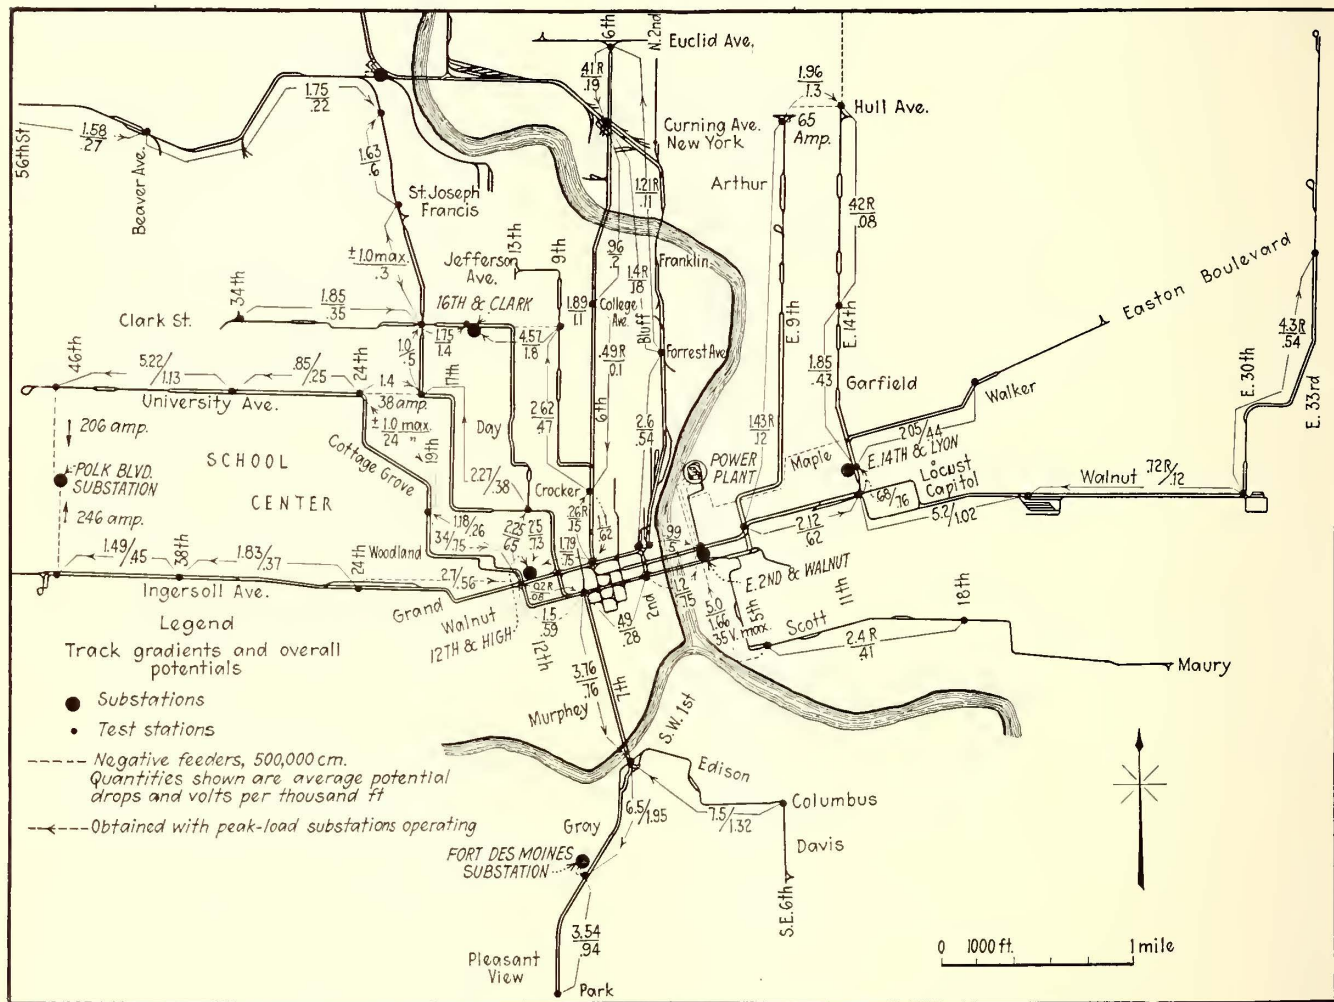 6th
N. 2nd
Euclid Ave.
.41R
.19
1.96
1.3
Hull Ave.
65
Amp.
1.75
.22
Curning Ave.
New York
56th St
1.58
.27
Beaver Ave.
1.63
.6
Arthur
1.21R
.11
.42R
.08
St. Joseph
Francis
± 1.0 max.
.3
Jefferson
Ave.
13th
9th
.96
.2
Franklin
1.4R
.18
Easton Boulevard
4.3R
.54
34th
1.85
.35
16TH & CLARK
1.89
1.1
College
Ave.
Bluff
E. 9th
E. 14th
Clark St.
1.75
1.4
4.57
1.8
.49R
0.1
Forrest Ave
1.85
.43
E. 30th
E. 33rd
46th
5.22/1.13
.85/.25
24th
1.0
.5
17th
1.4
38 amp.
Garfield
Walker
University Ave.
± 1.0 max.
24 "
Day
2.62
.47
6th
2.6
.54
1.43R
.12
2.05/.44
206 amp.
POLK BLVD.
SUBSTATION
246 amp.
SCHOOL
CENTER
Cottage Grove
19th
2.27/.38
Crocker
POWER
PLANT
Maple
E. 14TH & LYON
.68/.76
Locust
Capitol
Walnut
.72R/.12
5.2/1.02
1.18/.26
.34/.75
2.25
.65
.25
.73
.26R
.15
1.1
.62
.99
.5
2.12
.62
1.49/.45
38th
1.83/.37
24th
Woodland
1.79
.75
2.7/.56
0.2R
.08
E. 2ND & WALNUT
Ingersoll Ave.
Grand
Walnut
12TH & HIGH
1.5
.59
12th
.49
.28
2nd
1.2
.75
5.0
1.66
35 V. max.
5th
Scott
11th
18th
2.4 R
.41
Maury
Legend
Track gradients and overall
potentials
Substations
Test stations
Negative feeders, 500,000 cm.
Quantities shown are average potential
drops and volts per thousand ft
Obtained with peak-load substations operating
3.76
.76
7th
Murphey
S.W. 1st
Edison
6.5/1.95
7.5/1.32
Columbus
Gray
Davis
FORT DES MOINES
SUBSTATION
S.E. 6th
3.54
.94
Pleasant
View
Park
0 1000 ft. 1 mile